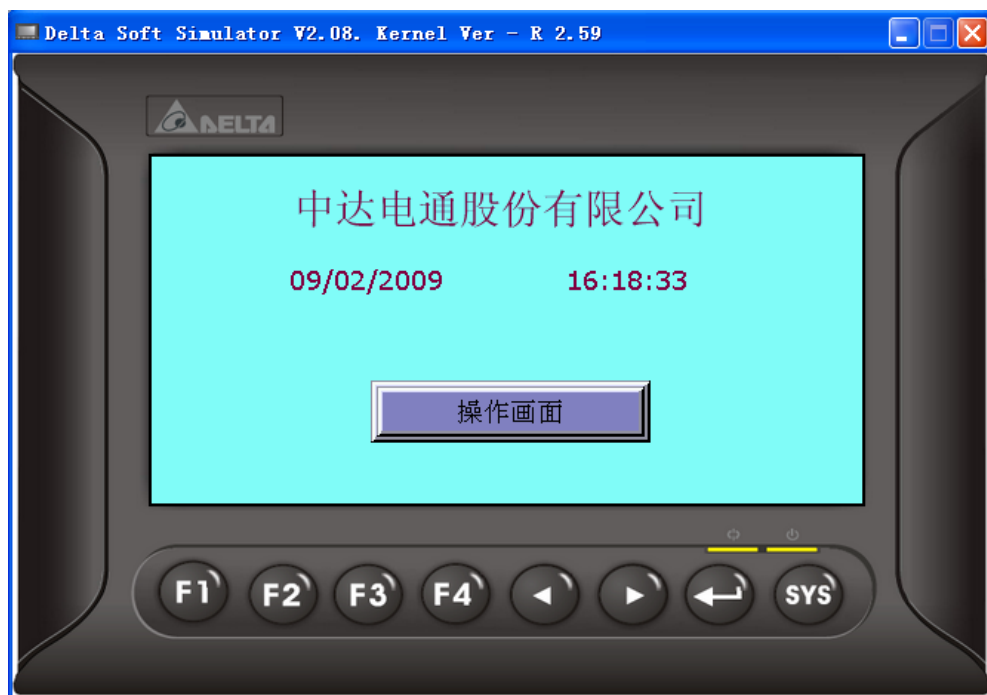 Delta Soft Simulator V2.08. Kernel Ver - R 2.59
DELTA
中达电通股份有限公司
09/02/2009 16:18:33
操作画面
F1 F2 F3 F4 SYS